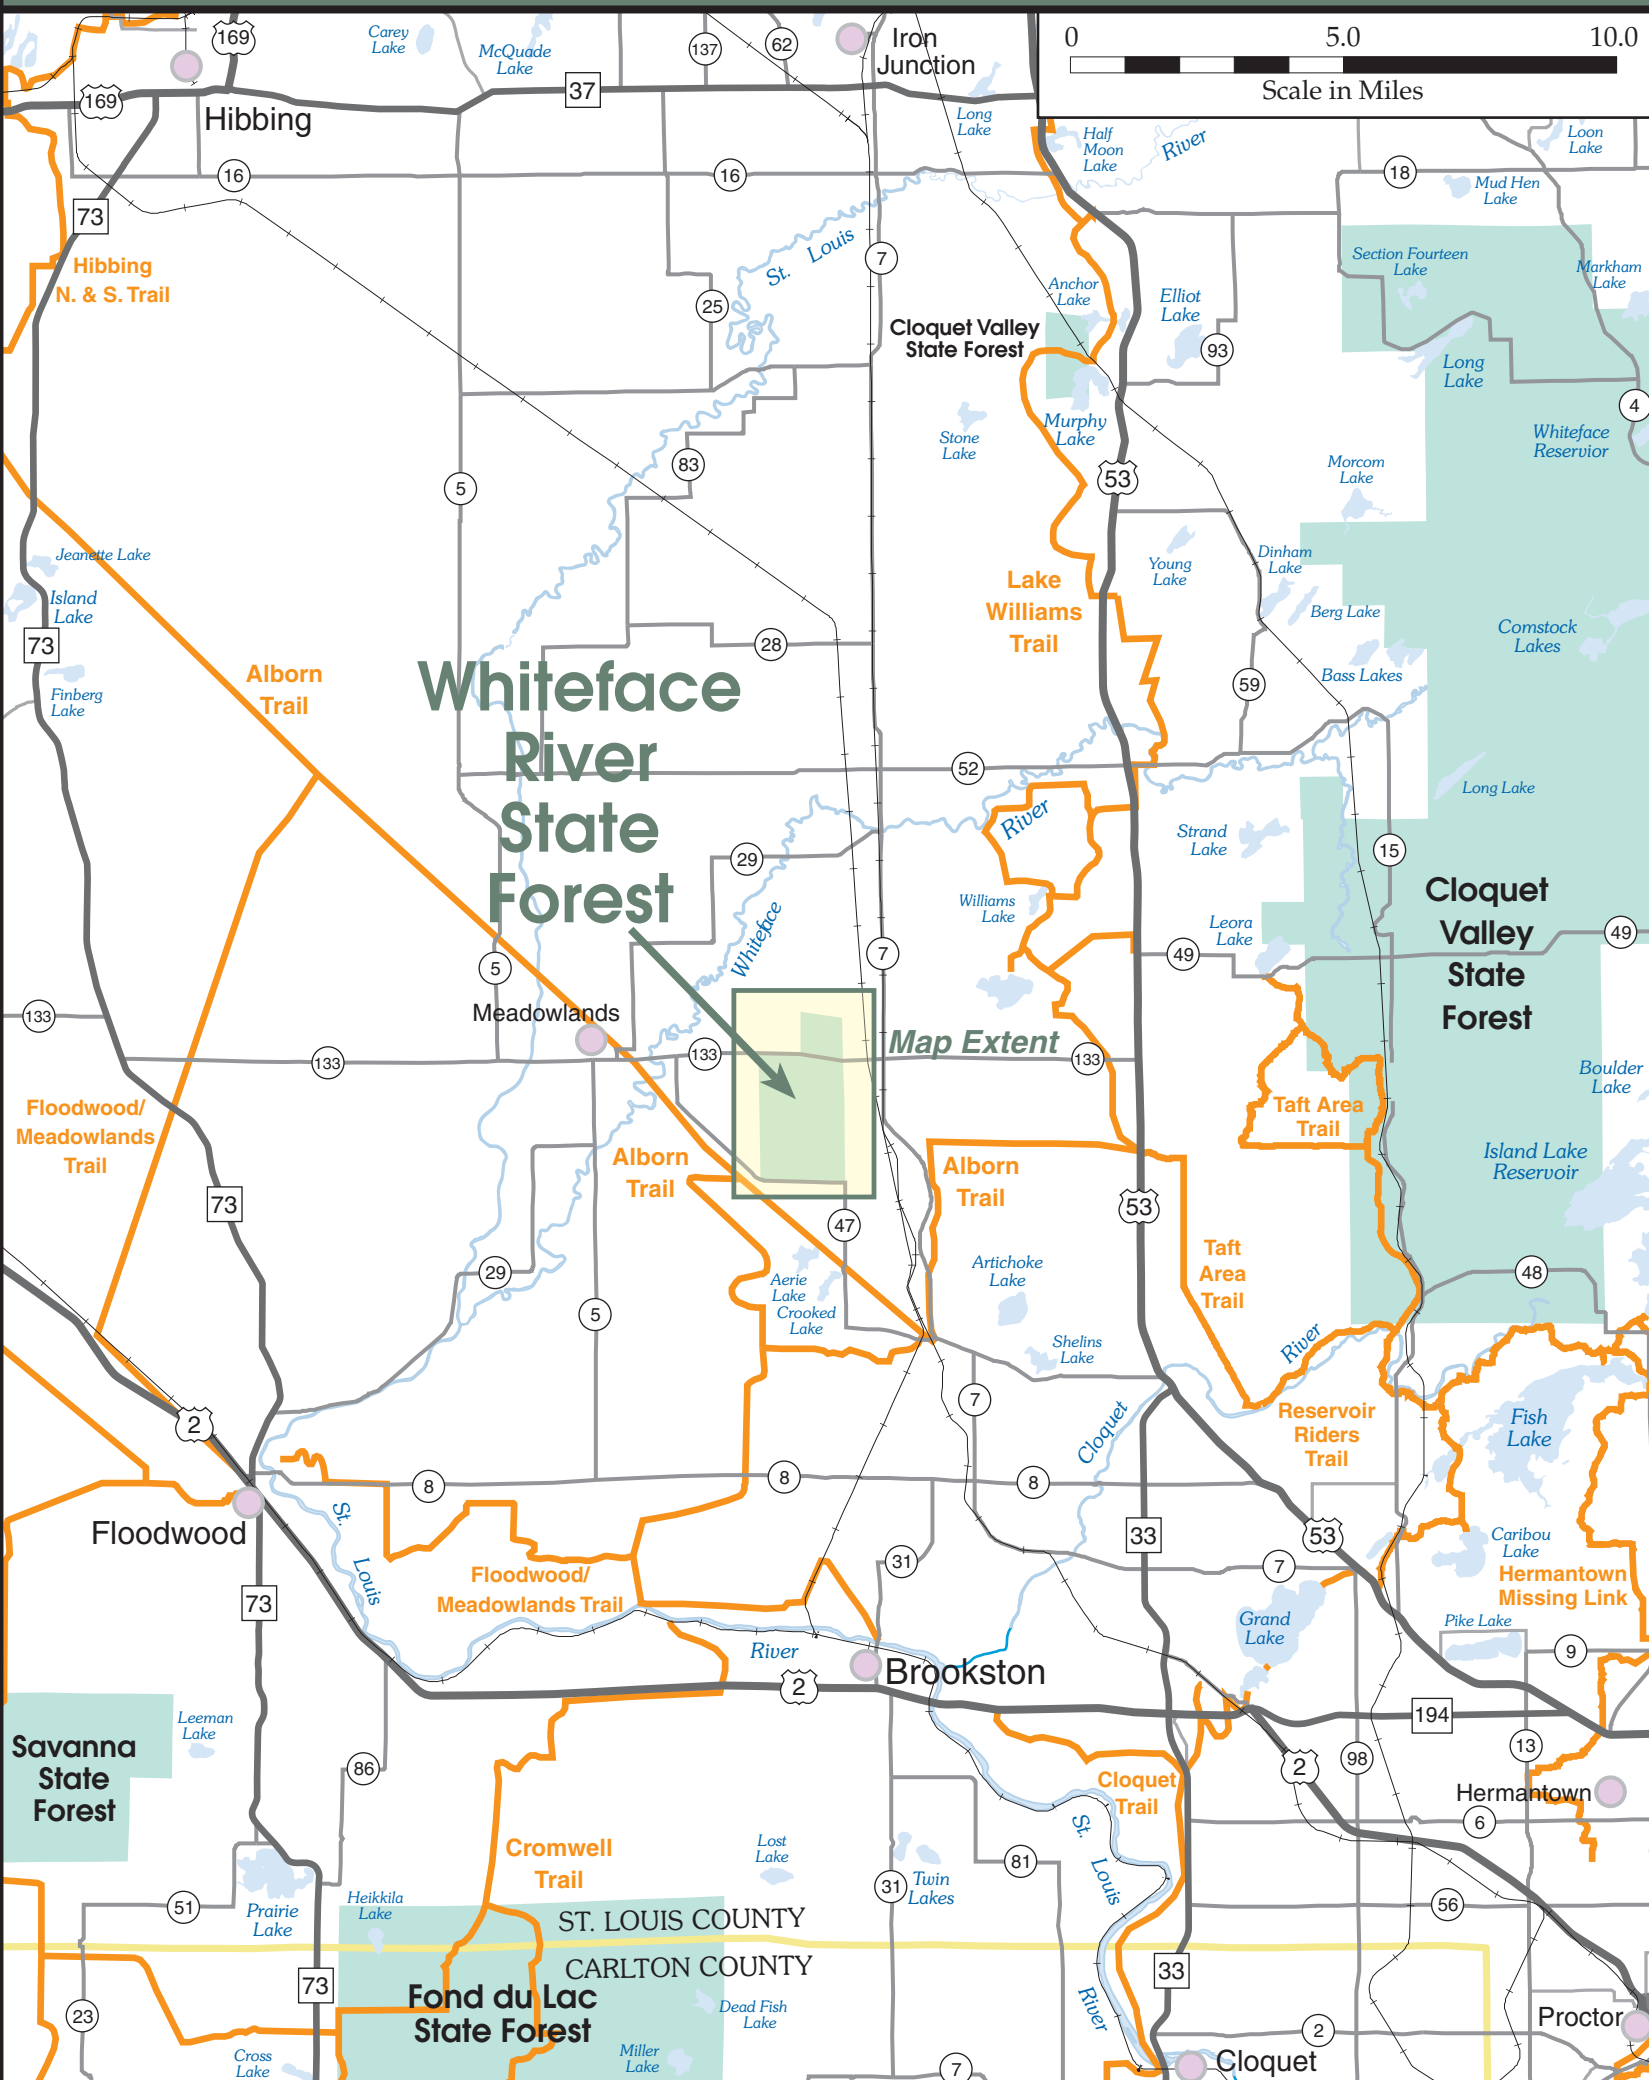 0 5.0 10.0
Scale in Miles
169
Carey
Lake
McQuade
Lake
137
62
Iron
Junction
169
Hibbing
37
Long
Lake
Half
Moon
Lake
River
Loon
Lake
16
16
18
Mud Hen
Lake
73
St. Louis
7
Hibbing
N. & S. Trail
Section Fourteen
Lake
Markham
Lake
25
Anchor
Lake
Elliot
Lake
Cloquet Valley
State Forest
93
Long
Lake
4
Stone
Lake
Murphy
Lake
Whiteface
Reservior
83
5
53
Morcom
Lake
Jeanette Lake
Island
Lake
Young
Lake
Dinham
Lake
Lake
Williams
Trail
Berg Lake
Comstock
Lakes
73
28
Bass Lakes
Finberg
Lake
Alborn
Trail
59
Whiteface
River
State
Forest
52
Long Lake
River
Strand
Lake
15
29
Williams
Lake
Leora
Lake
Cloquet
Valley
State
Forest
Whiteface
49
49
5
7
133
Meadowlands
Map Extent
133
133
133
Boulder
Lake
Floodwood/
Meadowlands
Trail
Taft Area
Trail
Alborn
Trail
Alborn
Trail
Island Lake
Reservoir
73
53
47
Taft
Area
Trail
29
Aerie
Lake
Crooked
Lake
Artichoke
Lake
48
5
Shelins
Lake
River
2
7
Cloquet
Reservoir
Riders
Trail
Fish
Lake
8
8
8
St.
Louis
Floodwood
33
53
Caribou
Lake
31
7
Hermantown
Missing Link
Floodwood/
Meadowlands Trail
73
Grand
Lake
Pike Lake
River
9
Brookston
2
194
Leeman
Lake
Savanna
State
Forest
13
86
98
2
Cloquet
Trail
Hermantown
St.
Louis
River
6
Cromwell
Trail
Lost
Lake
81
Twin
Lakes
31
51
Prairie
Lake
Heikkila
Lake
56
ST. LOUIS COUNTY
CARLTON COUNTY
73
33
Fond du Lac
State Forest
Dead Fish
Lake
23
Proctor
2
Cross
Lake
Miller
Lake
7
Cloquet